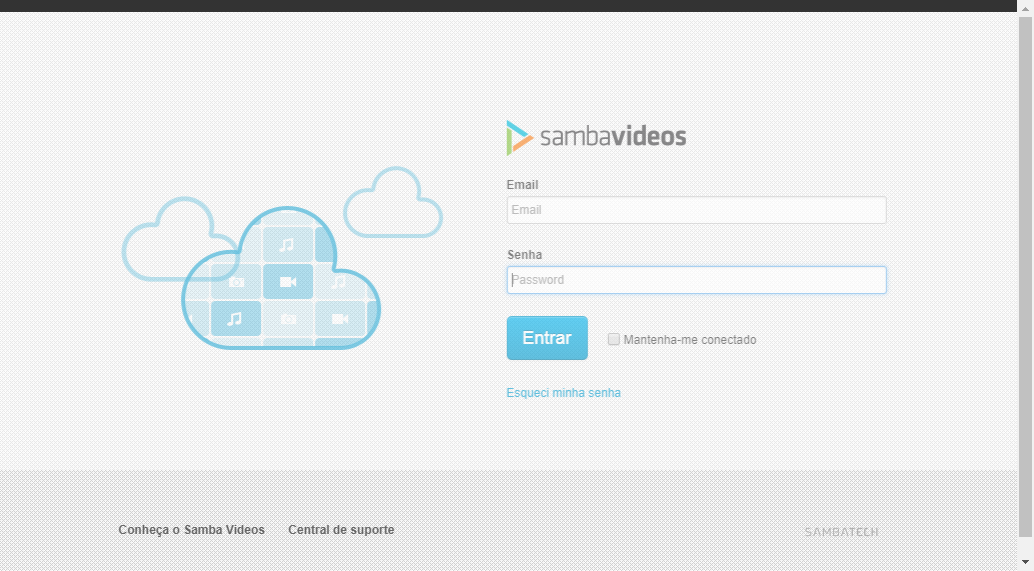 sambavideos
Email
Email
Senha
Password
Entrar
Mantenha-me conectado
Esqueci minha senha
Conheça o Samba Videos
Central de suporte
SAMBATECH